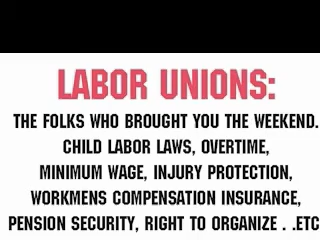 LABOR UNIONS:
THE FOLKS WHO BROUGHT YOU THE WEEKEND.
CHILD LABOR LAWS, OVERTIME,
MINIMUM WAGE, INJURY PROTECTION,
WORKMENS COMPENSATION INSURANCE,
PENSION SECURITY, RIGHT TO ORGANIZE . .ETC